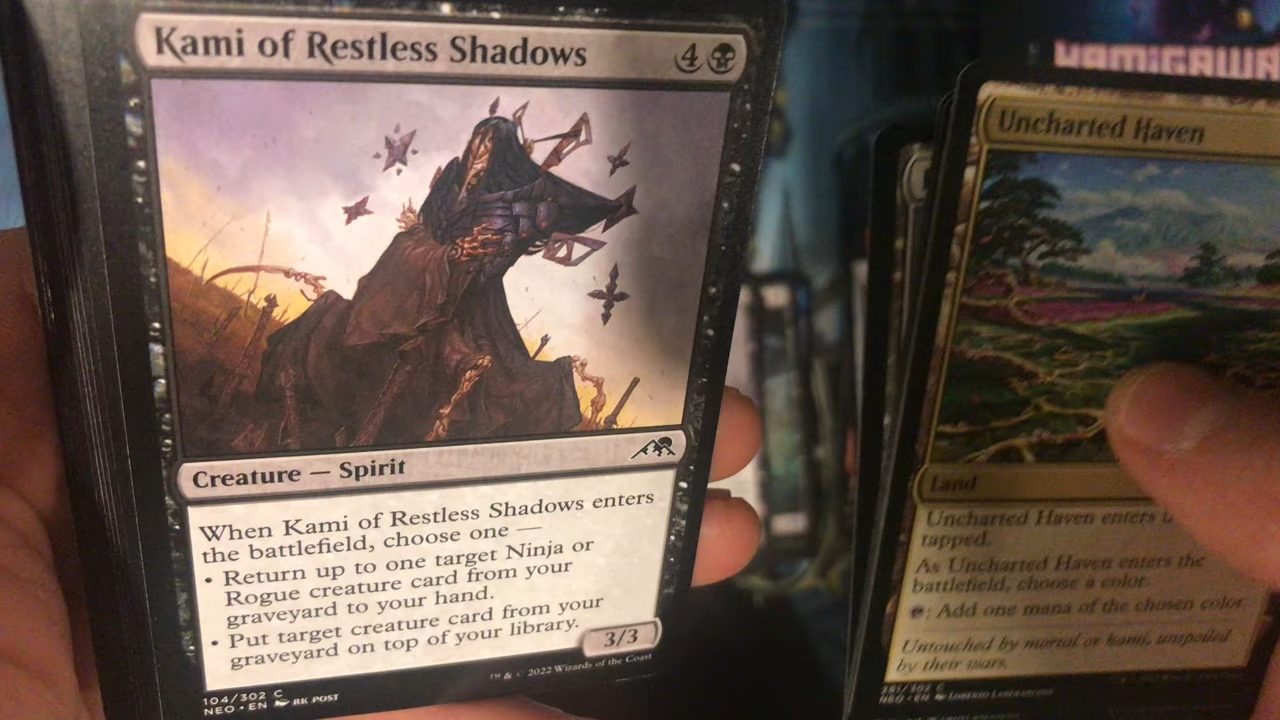 Kami of Restless Shadows 4
Creature — Spirit
When Kami of Restless Shadows enters
the battlefield, choose one —
• Return up to one target Ninja or
Rogue creature card from your
graveyard to your hand.
• Put target creature card from your
graveyard on top of your library.
3/3
™ & © 2022 Wizards of the Coast
104/302 C
NEO • EN RK POST
KAMIGAWA
Uncharted Haven
Land
Uncharted Haven enters
tapped.
As Uncharted Haven enters the
battlefield, choose a color.
: Add one mana of the chosen color.
Untouched by mortal or kami, unspoiled
by their wars.
NEO • EN